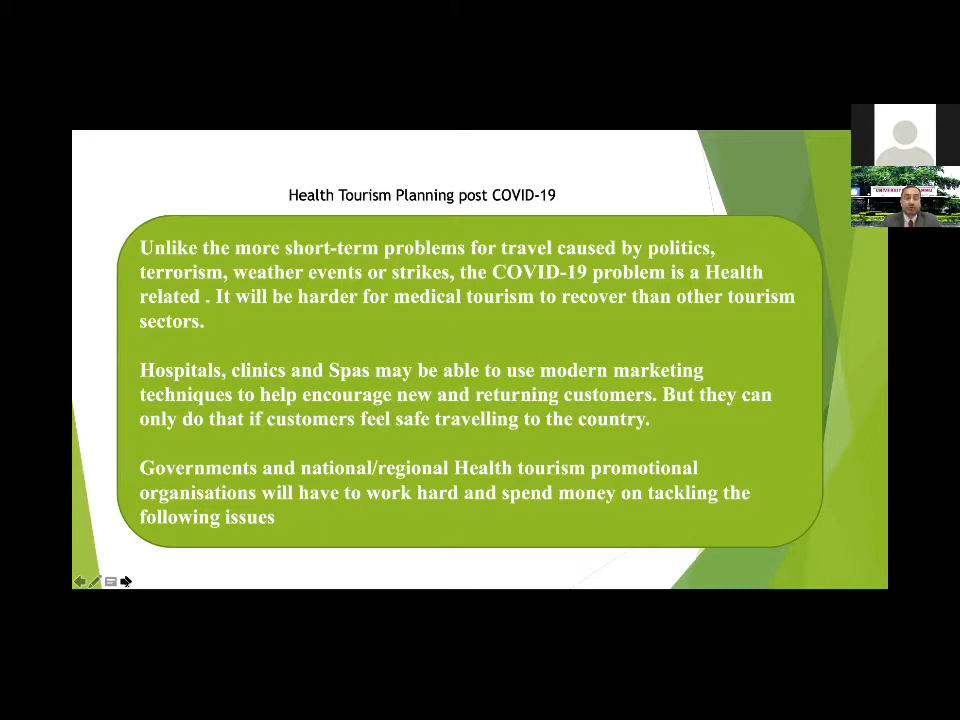 Health Tourism Planning post COVID-19
Unlike the more short-term problems for travel caused by politics,
terrorism, weather events or strikes, the COVID-19 problem is a Health
related . It will be harder for medical tourism to recover than other tourism
sectors.
Hospitals, clinics and Spas may be able to use modern marketing
techniques to help encourage new and returning customers. But they can
only do that if customers feel safe travelling to the country.
Governments and national/regional Health tourism promotional
organisations will have to work hard and spend money on tackling the
following issues